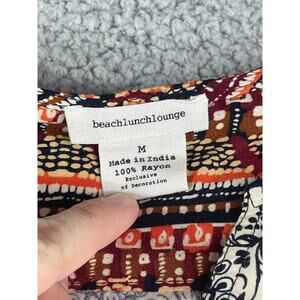 beachlunchlounge
M
Made in India
100% Rayon
Exclusive
of Decoration